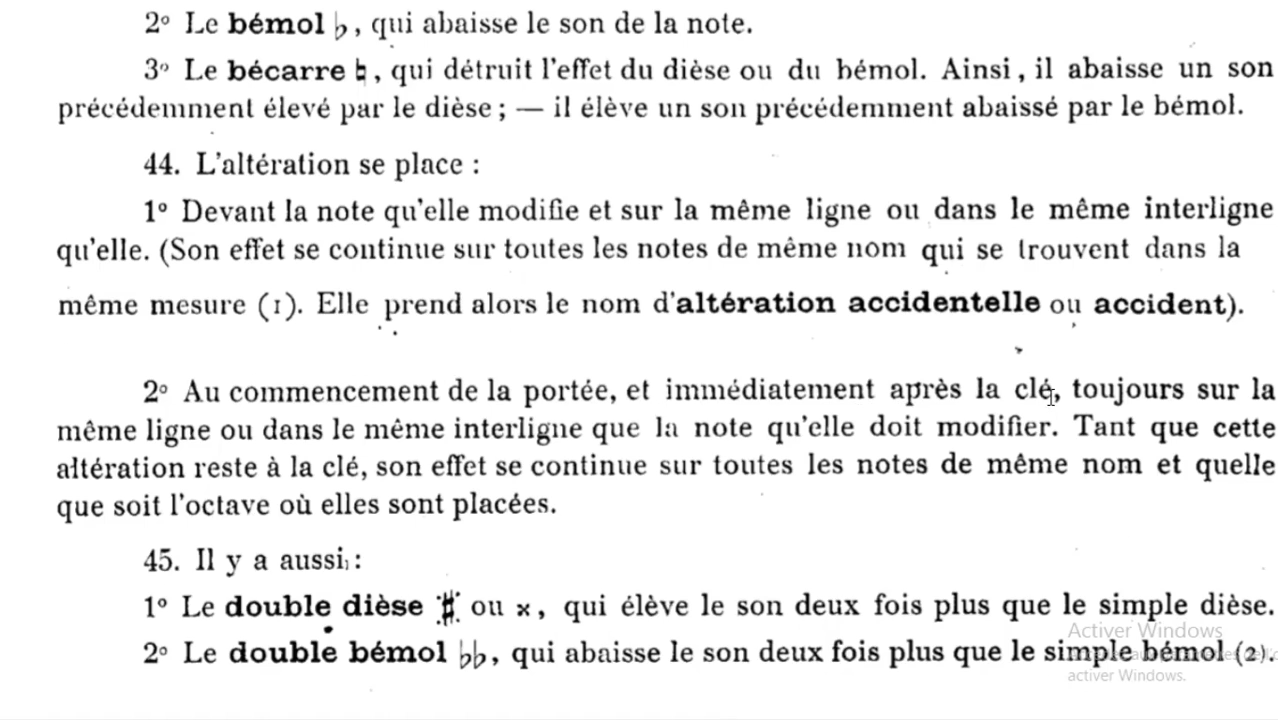 2° Le bémol ♭, qui abaisse le son de la note.
3° Le bécarre ♮, qui détruit l'effet du dièse ou du bémol. Ainsi, il abaisse un son
précédemment élevé par le dièse ; — il élève un son précédemment abaissé par le bémol.
44. L'altération se place :
1° Devant la note qu'elle modifie et sur la même ligne ou dans le même interligne
qu'elle. (Son effet se continue sur toutes les notes de même nom qui se trouvent dans la
même mesure (1). Elle prend alors le nom d'altération accidentelle ou accident).
2° Au commencement de la portée, et immédiatement après la clé, toujours sur la
même ligne ou dans le même interligne que la note qu'elle doit modifier. Tant que cette
altération reste à la clé, son effet se continue sur toutes les notes de même nom et quelle
que soit l'octave où elles sont placées.
45. Il y a aussi :
1° Le double dièse ⁜ ou x, qui élève le son deux fois plus que le simple dièse.
2° Le double bémol ♭♭, qui abaisse le son deux fois plus que le simple bémol (2).
Activer Windows
activer Windows.